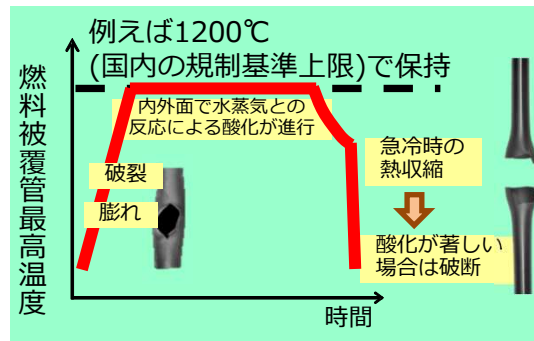 例えば1200℃
(国内の規制基準上限)で保持
燃料被覆管最高温度
内外面で水蒸気との
反応による酸化が進行
破裂
膨れ
急冷時の
熱収縮
酸化が著しい
場合は破断
時間